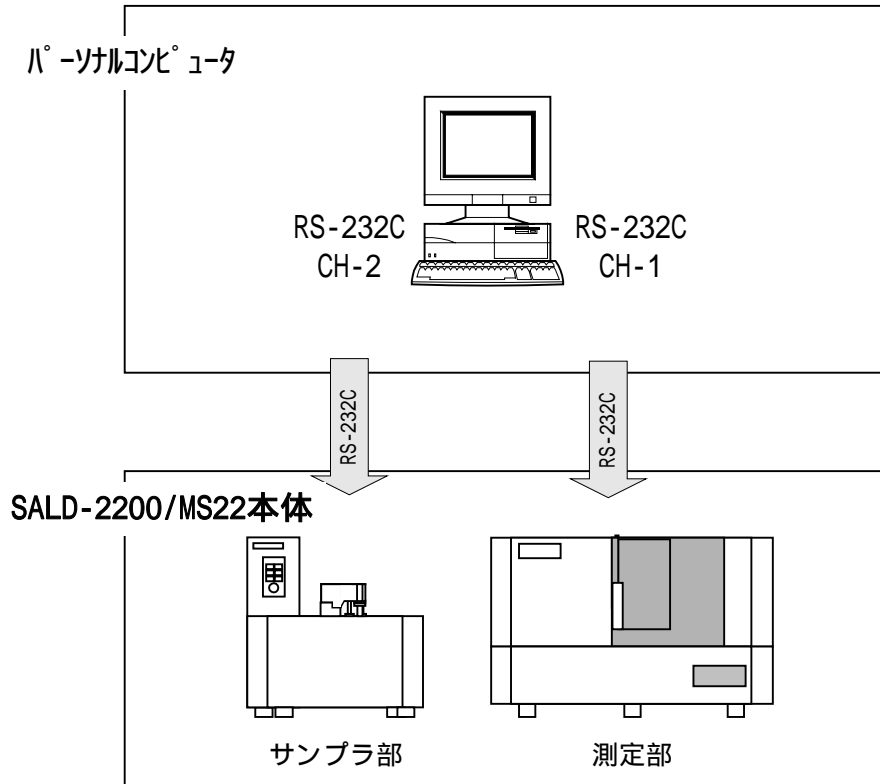 ﾊﾟｰｿﾅﾙｺﾝﾋﾟｭｰﾀ
RS-232C
CH-2
RS-232C
CH-1
RS-232C
RS-232C
SALD-2200/MS22本体
サンプラ部
測定部